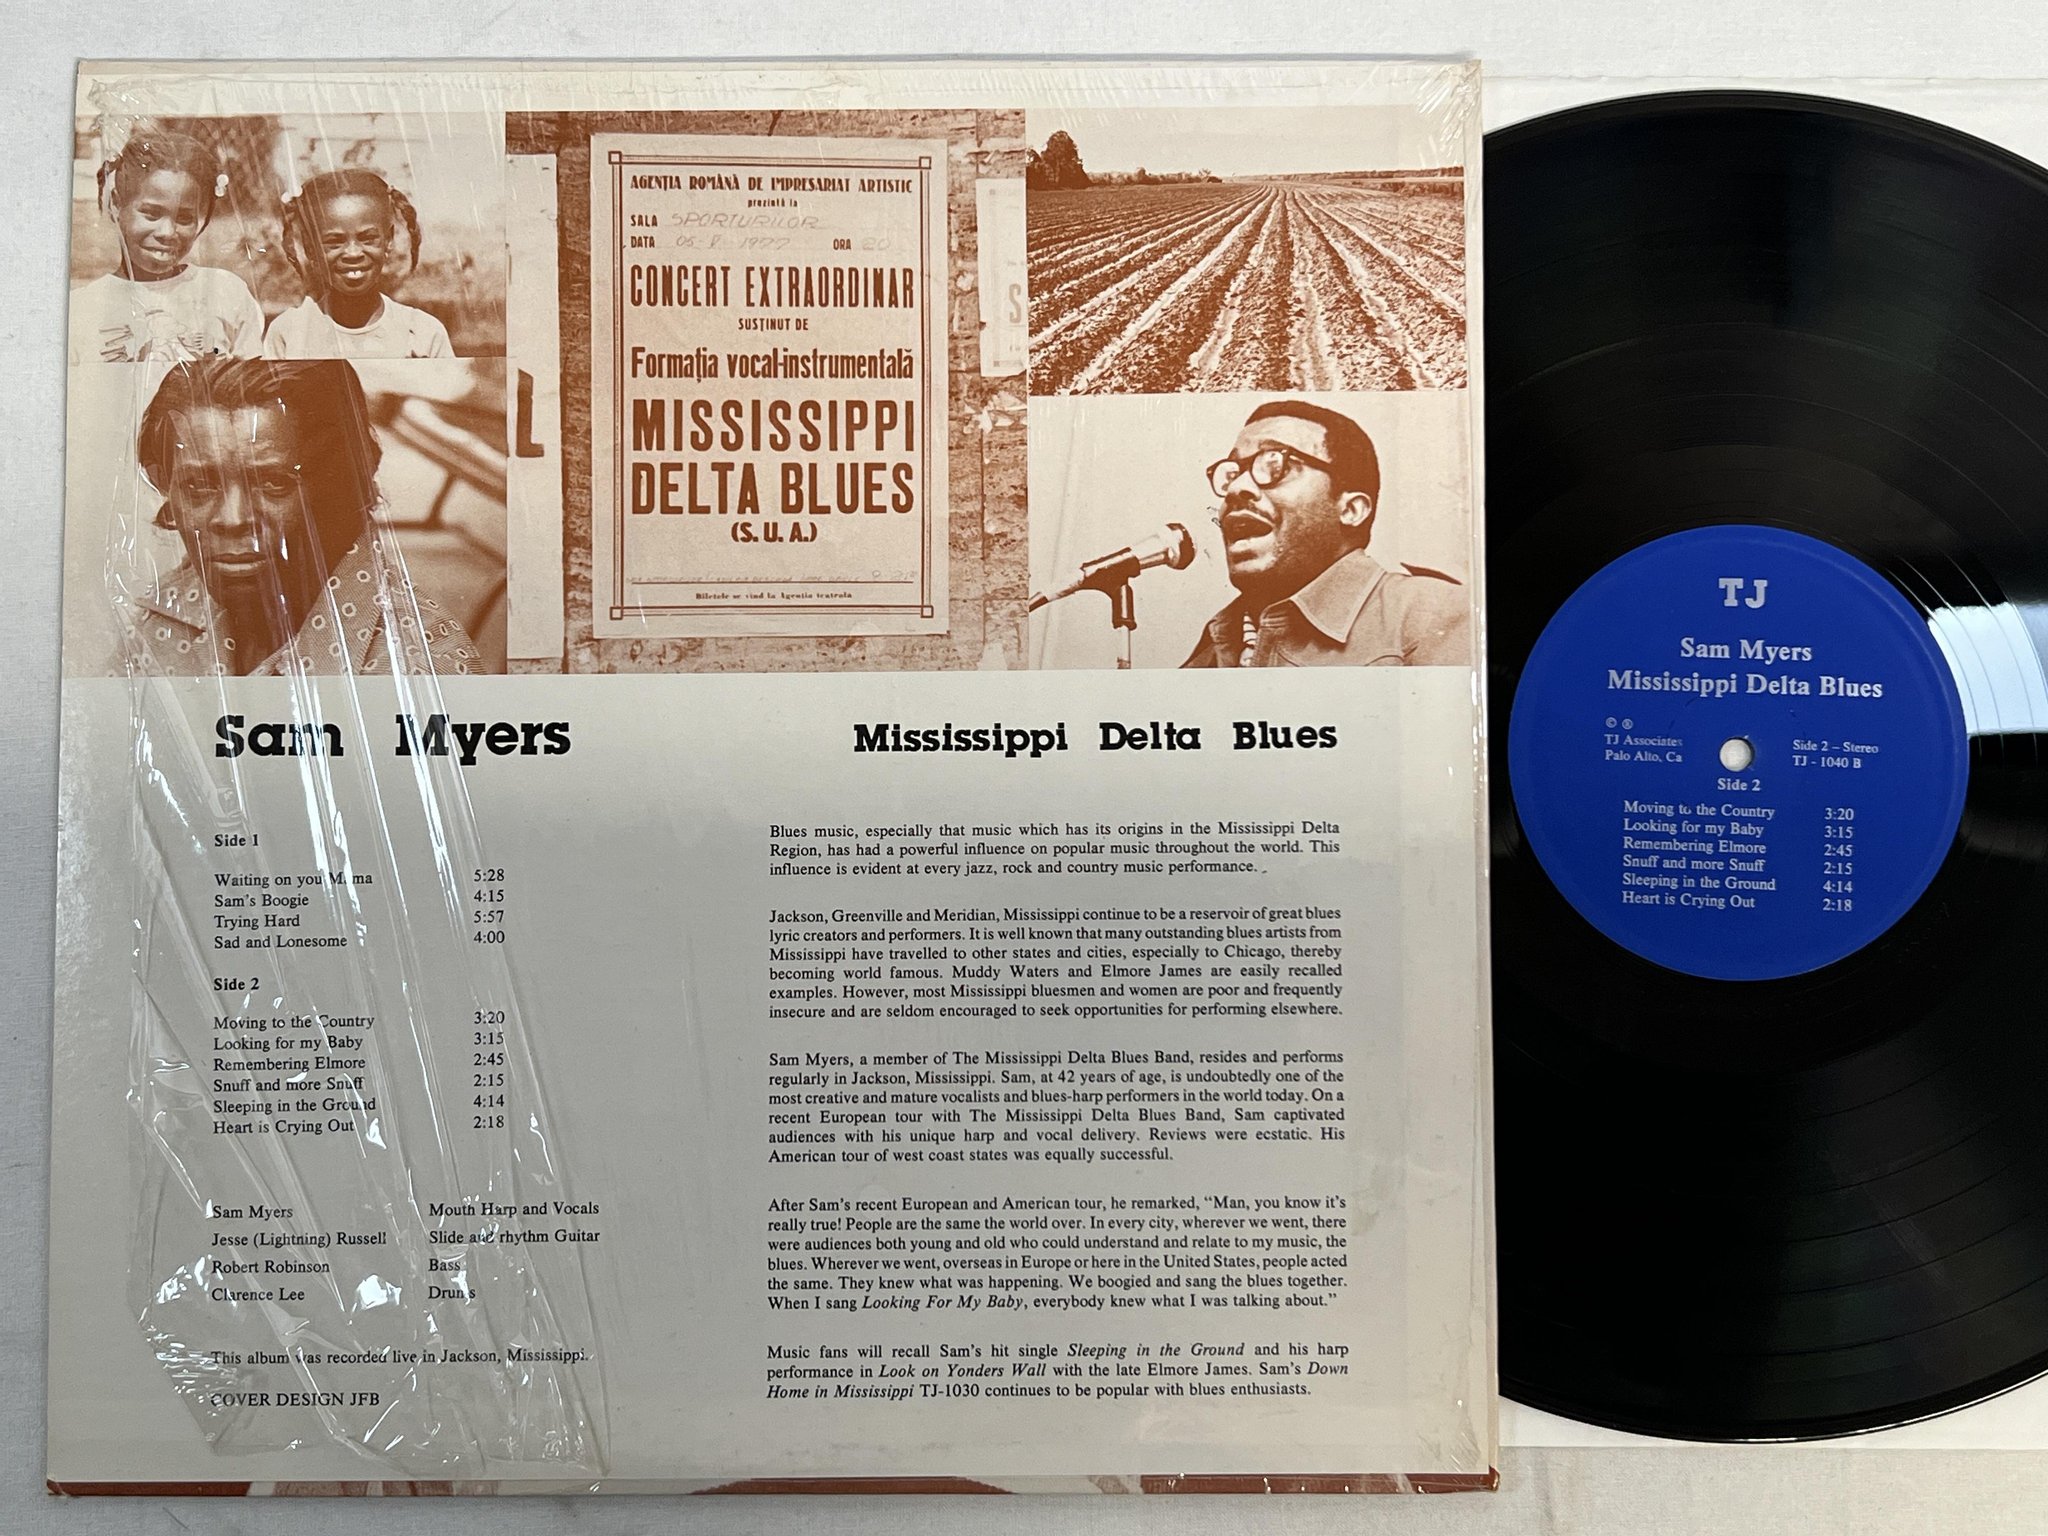 AGENȚIA ROMÂNĂ DE IMPRESARIAT ARTISTIC
prezintă la
SALA SPORTURILOR
DATA 05 V 1977 ORA 20
CONCERT EXTRAORDINAR
SUSȚINUT DE
Formația vocal-instrumentală
MISSISSIPPI
DELTA BLUES
(S. U. A.)
Biletele se vînd la Agenția teatrala
L
S
Sam Myers
Side 1
Waiting on you Mama 5:28
Sam's Boogie 4:15
Trying Hard 5:57
Sad and Lonesome 4:00
Side 2
Moving to the Country 3:20
Looking for my Baby 3:15
Remembering Elmore 2:45
Snuff and more Snuff 2:15
Sleeping in the Ground 4:14
Heart is Crying Out 2:18
Sam Myers Mouth Harp and Vocals
Jesse (Lightning) Russell Slide and rhythm Guitar
Robert Robinson Bass
Clarence Lee Drums
This album was recorded live in Jackson, Mississippi.
COVER DESIGN JFB
Mississippi Delta Blues
Blues music, especially that music which has its origins in the Mississippi Delta
Region, has had a powerful influence on popular music throughout the world. This
influence is evident at every jazz, rock and country music performance.
Jackson, Greenville and Meridian, Mississippi continue to be a reservoir of great blues
lyric creators and performers. It is well known that many outstanding blues artists from
Mississippi have travelled to other states and cities, especially to Chicago, thereby
becoming world famous. Muddy Waters and Elmore James are easily recalled
examples. However, most Mississippi bluesmen and women are poor and frequently
insecure and are seldom encouraged to seek opportunities for performing elsewhere.
Sam Myers, a member of The Mississippi Delta Blues Band, resides and performs
regularly in Jackson, Mississippi. Sam, at 42 years of age, is undoubtedly one of the
most creative and mature vocalists and blues-harp performers in the world today. On a
recent European tour with The Mississippi Delta Blues Band, Sam captivated
audiences with his unique harp and vocal delivery. Reviews were ecstatic. His
American tour of west coast states was equally successful.
After Sam's recent European and American tour, he remarked, "Man, you know it's
really true! People are the same the world over. In every city, wherever we went, there
were audiences both young and old who could understand and relate to my music, the
blues. Wherever we went, overseas in Europe or here in the United States, people acted
the same. They knew what was happening. We boogied and sang the blues together.
When I sang Looking For My Baby, everybody knew what I was talking about."
Music fans will recall Sam's hit single Sleeping in the Ground and his harp
performance in Look on Yonders Wall with the late Elmore James. Sam's Down
Home in Mississippi TJ-1030 continues to be popular with blues enthusiasts.
TJ
Sam Myers
Mississippi Delta Blues
© ®
TJ Associates
Palo Alto, Ca
Side 2 – Stereo
TJ - 1040 B
Side 2
Moving to the Country 3:20
Looking for my Baby 3:15
Remembering Elmore 2:45
Snuff and more Snuff 2:15
Sleeping in the Ground 4:14
Heart is Crying Out 2:18